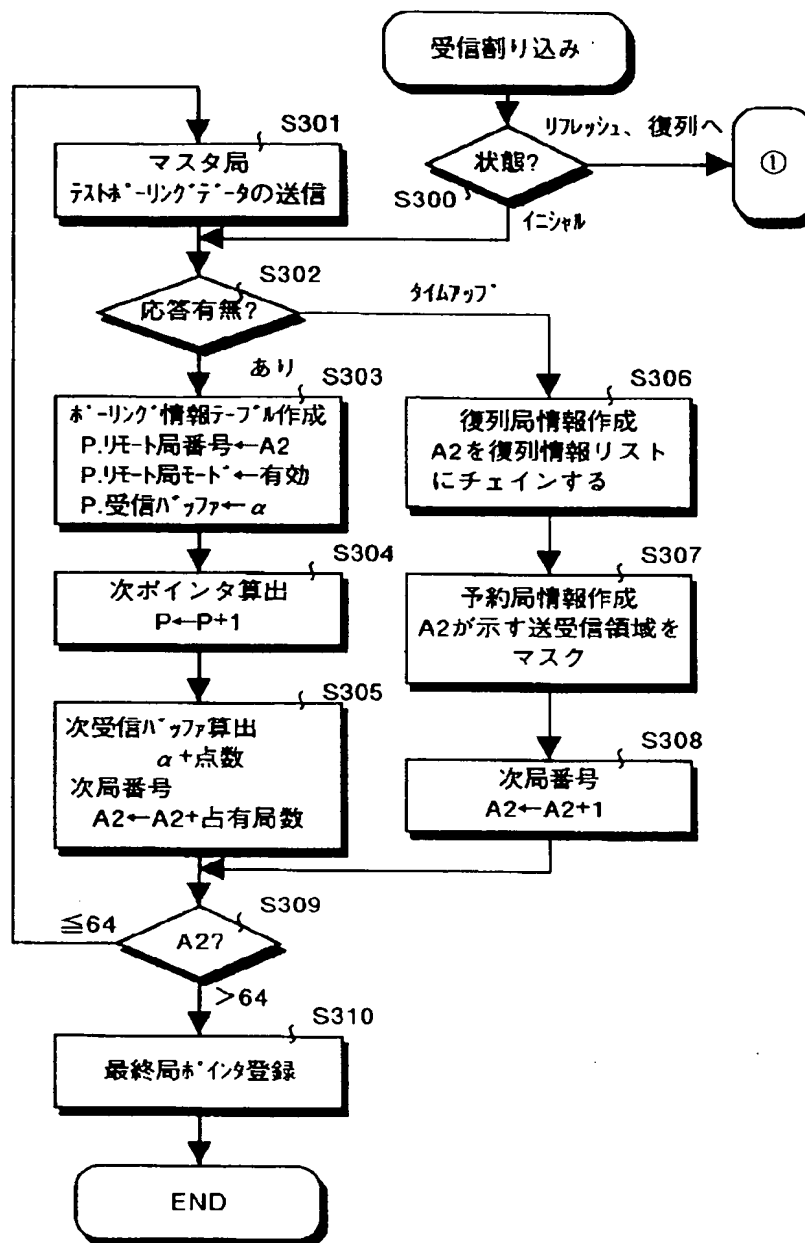 受信割り込み
S300
状態?
リフレッシュ、復列へ
①
イニシャル
S301
マスタ局
テストポーリングデータの送信
S302
応答有無?
タイムアップ
あり
S303
ポーリング情報テーブル作成
P.リモート局番号←A2
P.リモート局モード←有効
P.受信バッファ←α
S304
次ポインタ算出
P←P+1
S305
次受信バッファ算出
α+点数
次局番号
A2←A2+占有局数
S306
復列局情報作成
A2を復列情報リスト
にチェインする
S307
予約局情報作成
A2が示す送受信領域を
マスク
S308
次局番号
A2←A2+1
S309
A2?
≦64
>64
S310
最終局ポインタ登録
END